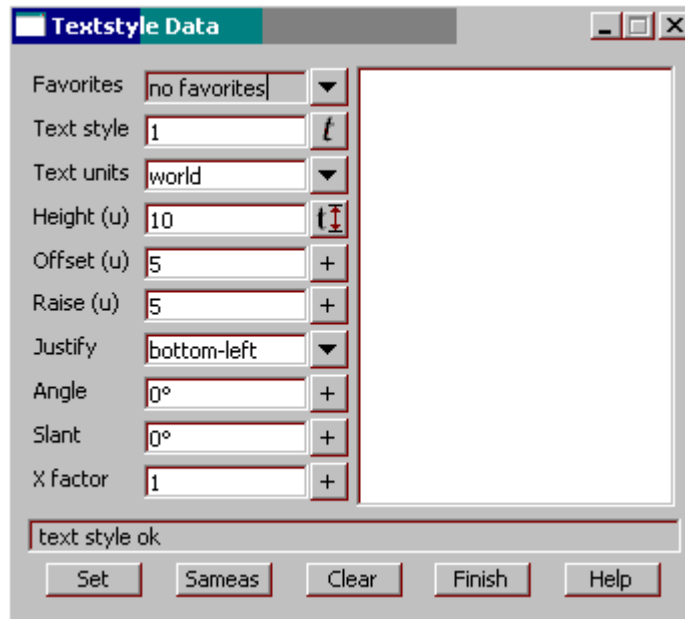 Textstyle Data
Favorites no favorites
Text style 1 t
Text units world
Height (u) 10 t
Offset (u) 5 +
Raise (u) 5 +
Justify bottom-left
Angle 0° +
Slant 0° +
X factor 1 +
text style ok
Set Sameas Clear Finish Help